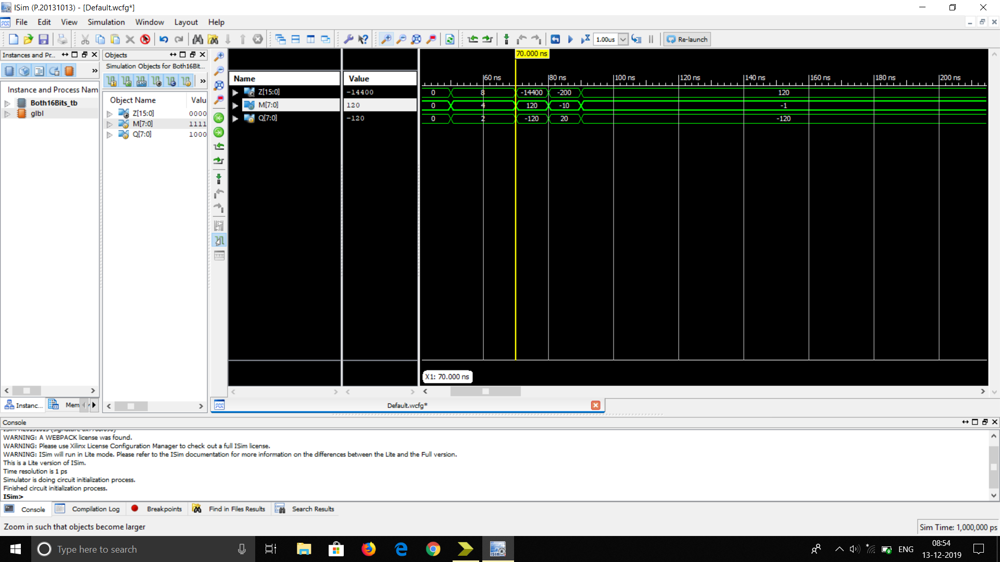 ISim (P.20131013) - [Default.wcfg*]
File Edit View Simulation Window Layout Help
1.00us Re-launch
Instances and Pr...
Instance and Process Nam
Both16Bits_tb
glbl
Instanc... Mem
Objects
Simulation Objects for Both16Bit...
Object Name Valu
Z[15:0] 0000
M[7:0] 1111
Q[7:0] 1000
Name Value
Z[15:0] -14400
M[7:0] 120
Q[7:0] -120
70.000 ns
60 ns 80 ns 100 ns 120 ns 140 ns 160 ns 180 ns 200 ns
0 8 -14400 -200 120
0 4 120 -10 -1
0 2 -120 20 -120
X1: 70.000 ns
Default.wcfg*
Console
WARNING: A WEBPACK license was found.
WARNING: Please use Xilinx License Configuration Manager to check out a full ISim license.
WARNING: ISim will run in Lite mode. Please refer to the ISim documentation for more information on the differences between the Lite and the Full version.
This is a Lite version of ISim.
Time resolution is 1 ps
Simulator is doing circuit initialization process.
Finished circuit initialization process.
ISim>
Console Compilation Log Breakpoints Find in Files Results Search Results
Zoom in such that objects become larger
Sim Time: 1,000,000 ps
Type here to search
ISim
ENG
08:54
13-12-2019